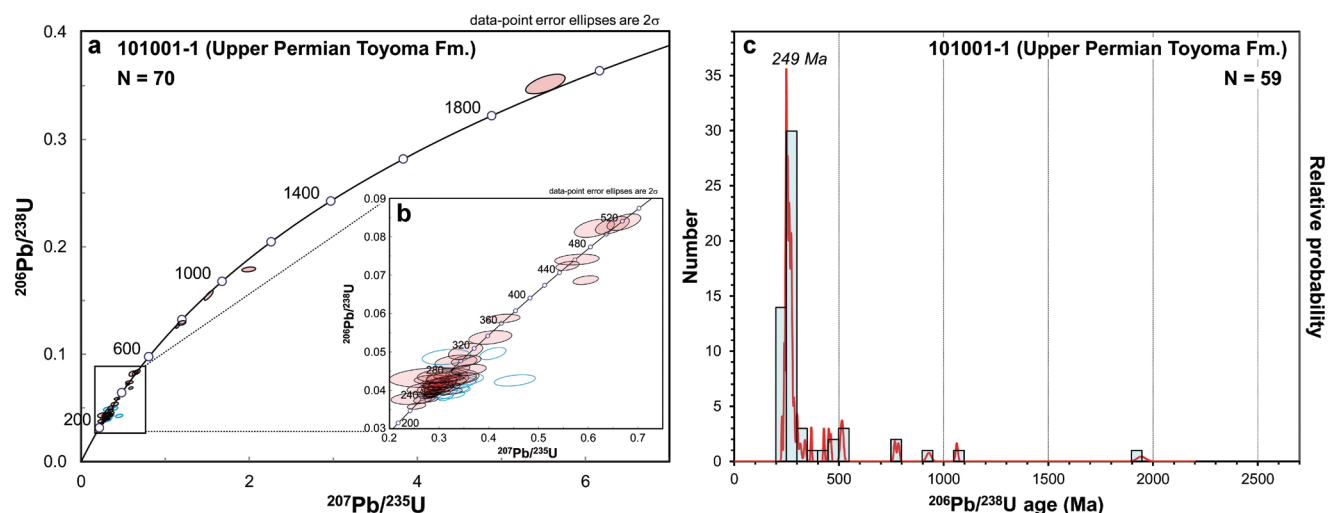 data-point error ellipses are 2σ
a
101001-1 (Upper Permian Toyoma Fm.)
N = 70
0.4
0.3
0.2
0.1
0.0
²⁰⁶Pb/²³⁸U
0
2
4
6
²⁰⁷Pb/²³⁵U
200
600
1000
1400
1800
data-point error ellipses are 2σ
b
0.09
0.08
0.07
0.06
0.05
0.04
0.03
²⁰⁶Pb/²³⁸U
520
480
440
400
360
320
280
240
200
0.2
0.3
0.4
0.5
0.6
0.7
²⁰⁷Pb/²³⁵U
c
101001-1 (Upper Permian Toyoma Fm.)
249 Ma
N = 59
35
30
25
20
15
10
5
0
Number
Relative probability
0
500
1000
1500
2000
2500
²⁰⁶Pb/²³⁸U age (Ma)